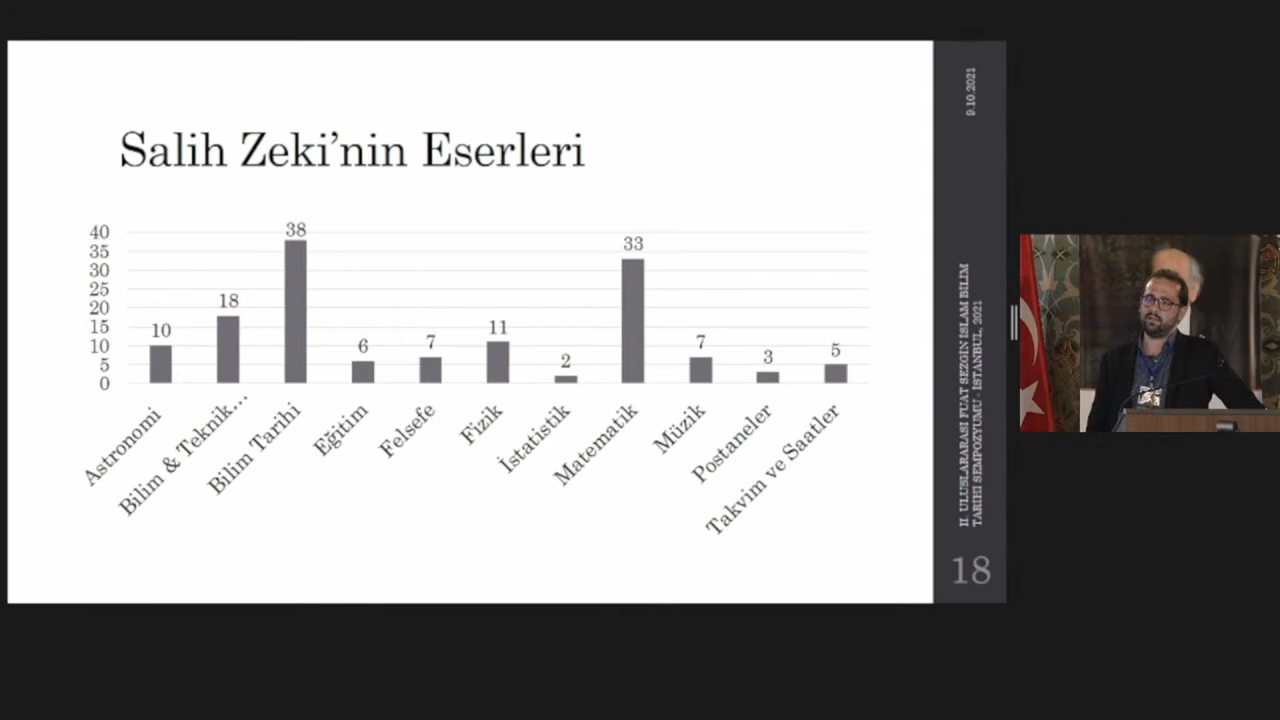 Salih Zeki’nin Eserleri
40
35
30
25
20
15
10
5
0
10
18
38
6
7
11
2
33
7
3
5
Astronomi
Bilim & Teknik...
Bilim Tarihi
Eğitim
Felsefe
Fizik
İstatistik
Matematik
Müzik
Postaneler
Takvim ve Saatler
9.10.2021
II. ULUSLARARASI FUAT SEZGİN İSLAM BİLİM
TARİHİ SEMPOZYUMU - İSTANBUL, 2021
18